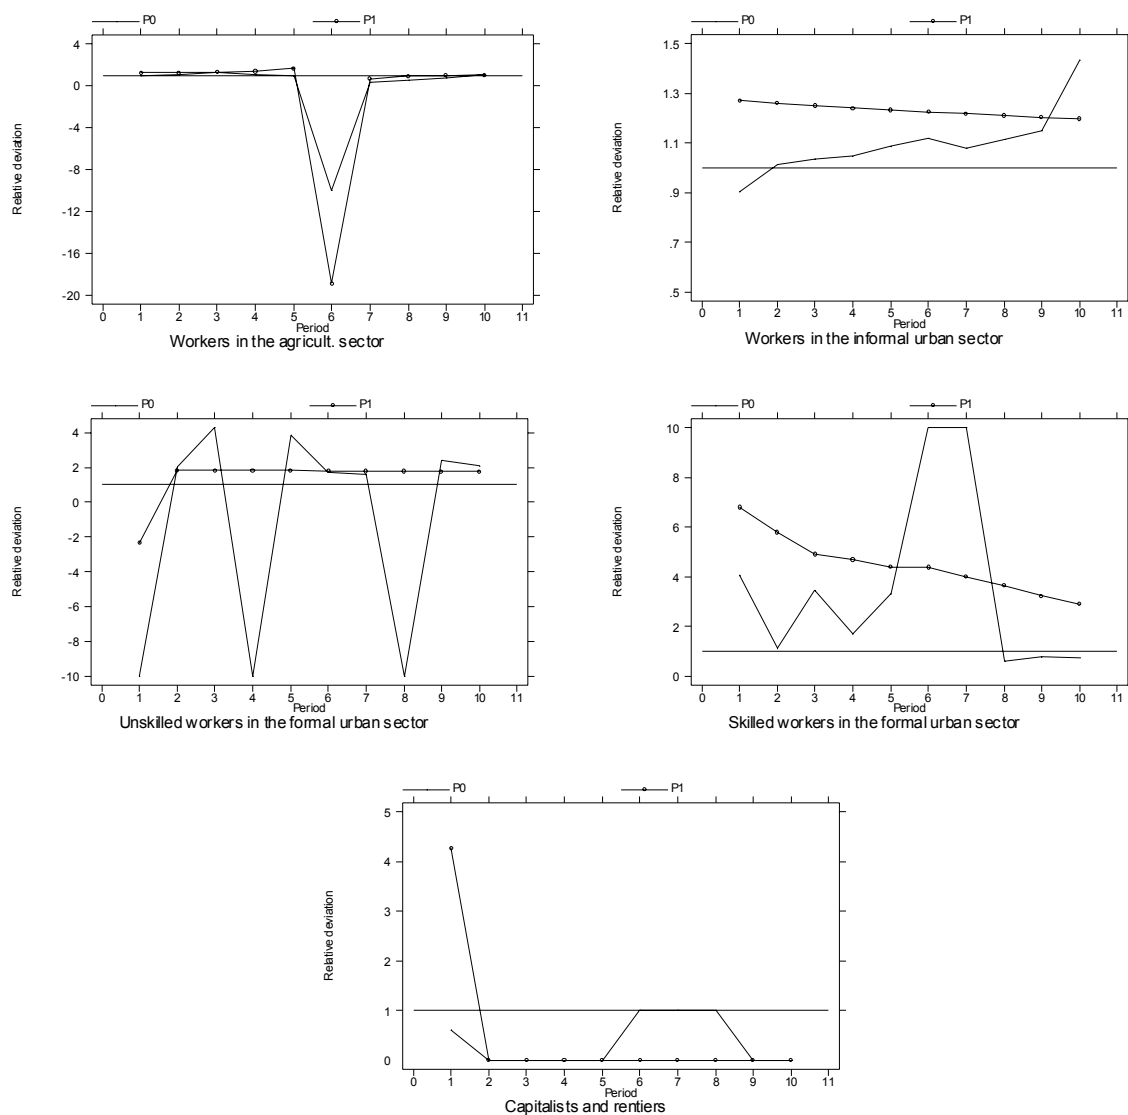 P0 P1 P0 P1
4
0
-4
-8
-12
-16
-20
Relative deviation
0 1 2 3 4 5 6 7 8 9 10 11
Period
Workers in the agricult. sector
1.5
1.3
1.1
.9
.7
.5
Relative deviation
0 1 2 3 4 5 6 7 8 9 10 11
Period
Workers in the informal urban sector
P0 P1 P0 P1
4
2
0
-2
-4
-6
-8
-10
Relative deviation
0 1 2 3 4 5 6 7 8 9 10 11
Period
Unskilled workers in the formal urban sector
10
8
6
4
2
0
Relative deviation
0 1 2 3 4 5 6 7 8 9 10 11
Period
Skilled workers in the formal urban sector
P0 P1
5
4
3
2
1
0
Relative deviation
0 1 2 3 4 5 6 7 8 9 10 11
Period
Capitalists and rentiers